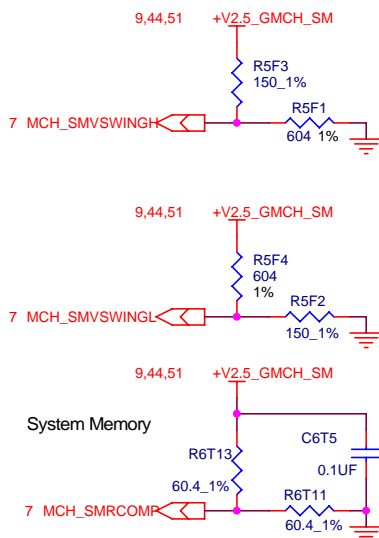 9,44,51 +V2.5_GMCH_SM
R5F3
150_1%
R5F1
7 MCH_SMVSWINGH
604 1%
9,44,51 +V2.5_GMCH_SM
R5F4
604
1%
R5F2
7 MCH_SMVSWINGL
150_1%
9,44,51 +V2.5_GMCH_SM
System Memory
C6T5
R6T13
0.1UF
60.4_1%
R6T11
7 MCH_SMRCOMP
60.4_1%